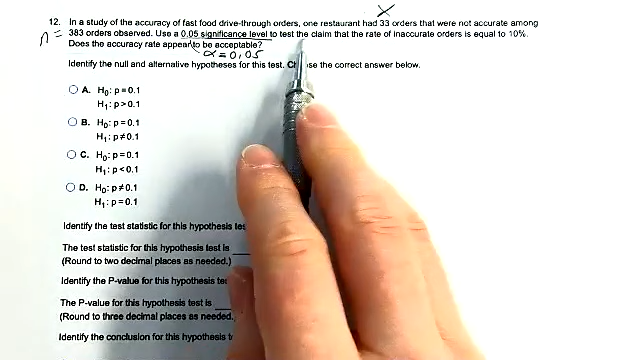 x
12. In a study of the accuracy of fast food drive-through orders, one restaurant had 33 orders that were not accurate among
n = 383 orders observed. Use a 0.05 significance level to test the claim that the rate of inaccurate orders is equal to 10%.
Does the accuracy rate appear to be acceptable?
α = 0.05
Identify the null and alternative hypotheses for this test. the correct answer below.
A. H0: p = 0.1
H1: p > 0.1
B. H0: p = 0.1
H1: p ≠ 0.1
C. H0: p = 0.1
H1: p < 0.1
D. H0: p ≠ 0.1
H1: p = 0.1
Identify the test statistic for this hypothesis
The test statistic for this hypothesis test is
(Round to two decimal places as needed.)
Identify the P-value for this hypothesis
The P-value for this hypothesis test is
(Round to three decimal places as needed.
Identify the conclusion for this hypothesis